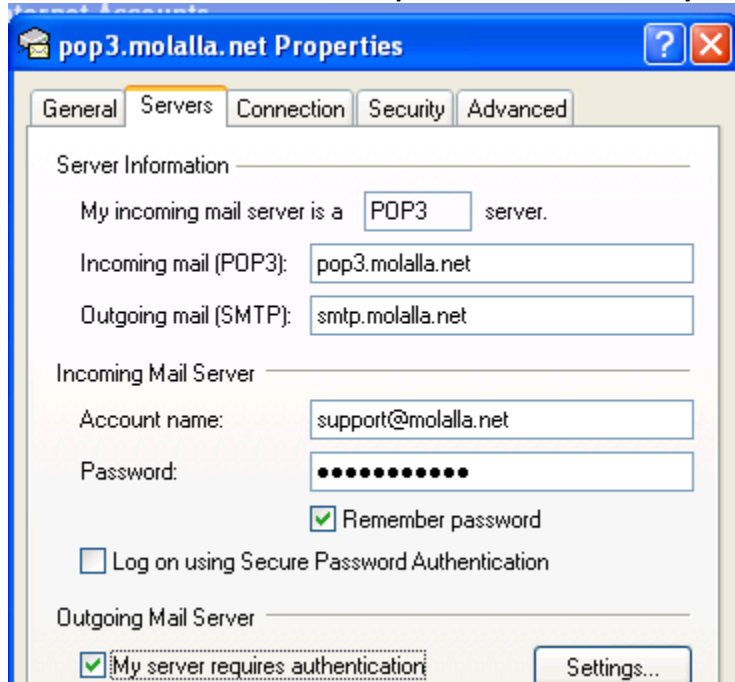 pop3.molalla.net Properties
General Servers Connection Security Advanced
Server Information
My incoming mail server is a POP3 server.
Incoming mail (POP3): pop3.molalla.net
Outgoing mail (SMTP): smtp.molalla.net
Incoming Mail Server
Account name: support@molalla.net
Password: ●●●●●●●●●●●
Remember password
Log on using Secure Password Authentication
Outgoing Mail Server
My server requires authentication Settings...